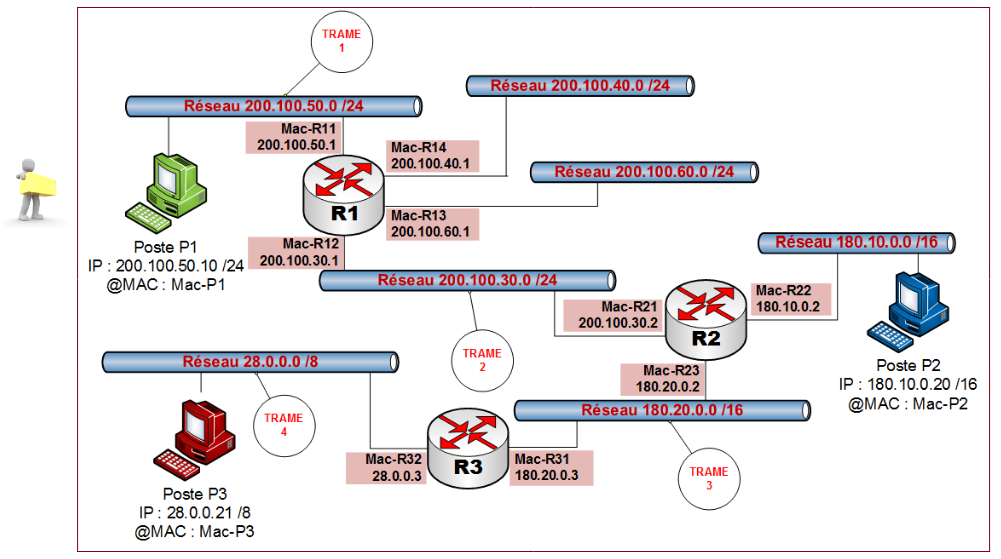 TRAME
1
Réseau 200.100.50.0 /24
Réseau 200.100.40.0 /24
Mac-R11
200.100.50.1
Mac-R14
200.100.40.1
Réseau 200.100.60.0 /24
R1
Mac-R13
200.100.60.1
Poste P1
IP : 200.100.50.10 /24
@MAC : Mac-P1
Mac-R12
200.100.30.1
Réseau 180.10.0.0 /16
Réseau 200.100.30.0 /24
Mac-R21
200.100.30.2
Mac-R22
180.10.0.2
R2
TRAME
2
Poste P2
IP : 180.10.0.20 /16
@MAC : Mac-P2
Réseau 28.0.0.0 /8
Mac-R23
180.20.0.2
Réseau 180.20.0.0 /16
TRAME
4
Mac-R32
28.0.0.3
R3
Mac-R31
180.20.0.3
TRAME
3
Poste P3
IP : 28.0.0.21 /8
@MAC : Mac-P3